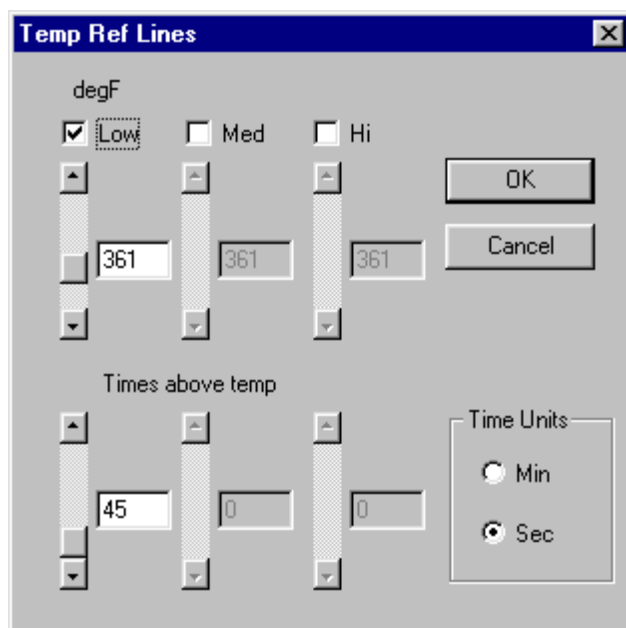 Temp Ref Lines
degF
Low Med Hi
OK
361 361 361
Cancel
Times above temp
Time Units
Min
45 0 0
Sec